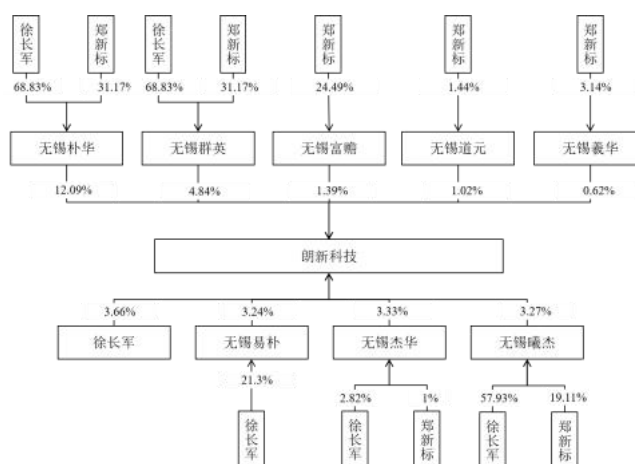 徐长军 郑新标 徐长军 郑新标 郑新标 郑新标 郑新标
68.83% 31.17% 68.83% 31.17% 24.49% 1.44% 3.14%
无锡朴华 无锡群英 无锡富赡 无锡道元 无锡羲华
12.09% 4.84% 1.39% 1.02% 0.62%
朗新科技
3.66% 3.24% 3.33% 3.27%
徐长军 无锡易朴 无锡杰华 无锡曦杰
21.3% 2.82% 1% 57.93% 19.11%
徐长军 徐长军 郑新标 徐长军 郑新标